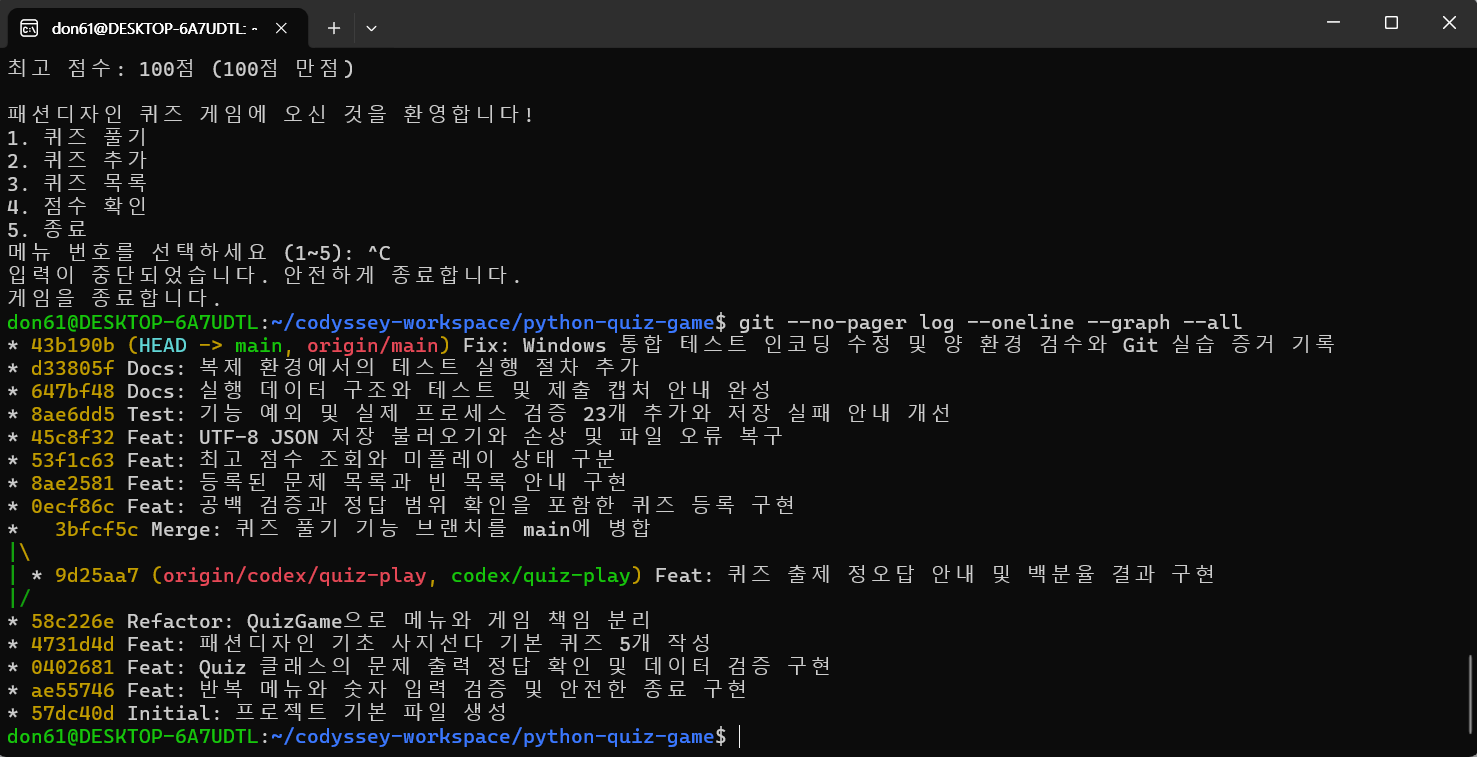 don61@DESKTOP-6A7UDTL: ~
최고 점수: 100점 (100점 만점)
패션디자인 퀴즈 게임에 오신 것을 환영합니다!
1. 퀴즈 풀기
2. 퀴즈 추가
3. 퀴즈 목록
4. 점수 확인
5. 종료
메뉴 번호를 선택하세요 (1~5): ^C
입력이 중단되었습니다. 안전하게 종료합니다.
게임을 종료합니다.
don61@DESKTOP-6A7UDTL:~/codyssey-workspace/python-quiz-game$ git --no-pager log --oneline --graph --all
* 43b190b (HEAD -> main, origin/main) Fix: Windows 통합 테스트 인코딩 수정 및 양 환경 검수와 Git 실습 증거 기록
* d33805f Docs: 복제 환경에서의 테스트 실행 절차 추가
* 647bf48 Docs: 실행 데이터 구조와 테스트 및 제출 캡처 안내 완성
* 8ae6dd5 Test: 기능 예외 및 실제 프로세스 검증 23개 추가와 저장 실패 안내 개선
* 45c8f32 Feat: UTF-8 JSON 저장 불러오기와 손상 및 파일 오류 복구
* 53f1c63 Feat: 최고 점수 조회와 미플레이 상태 구분
* 8ae2581 Feat: 등록된 문제 목록과 빈 목록 안내 구현
* 0ecf86c Feat: 공백 검증과 정답 범위 확인을 포함한 퀴즈 등록 구현
*   3bfcf5c Merge: 퀴즈 풀기 기능 브랜치를 main에 병합
|\
| * 9d25aa7 (origin/codex/quiz-play, codex/quiz-play) Feat: 퀴즈 출제 정오답 안내 및 백분율 결과 구현
|/
* 58c226e Refactor: QuizGame으로 메뉴와 게임 책임 분리
* 4731d4d Feat: 패션디자인 기초 사지선다 기본 퀴즈 5개 작성
* 0402681 Feat: Quiz 클래스의 문제 출력 정답 확인 및 데이터 검증 구현
* ae55746 Feat: 반복 메뉴와 숫자 입력 검증 및 안전한 종료 구현
* 57dc40d Initial: 프로젝트 기본 파일 생성
don61@DESKTOP-6A7UDTL:~/codyssey-workspace/python-quiz-game$